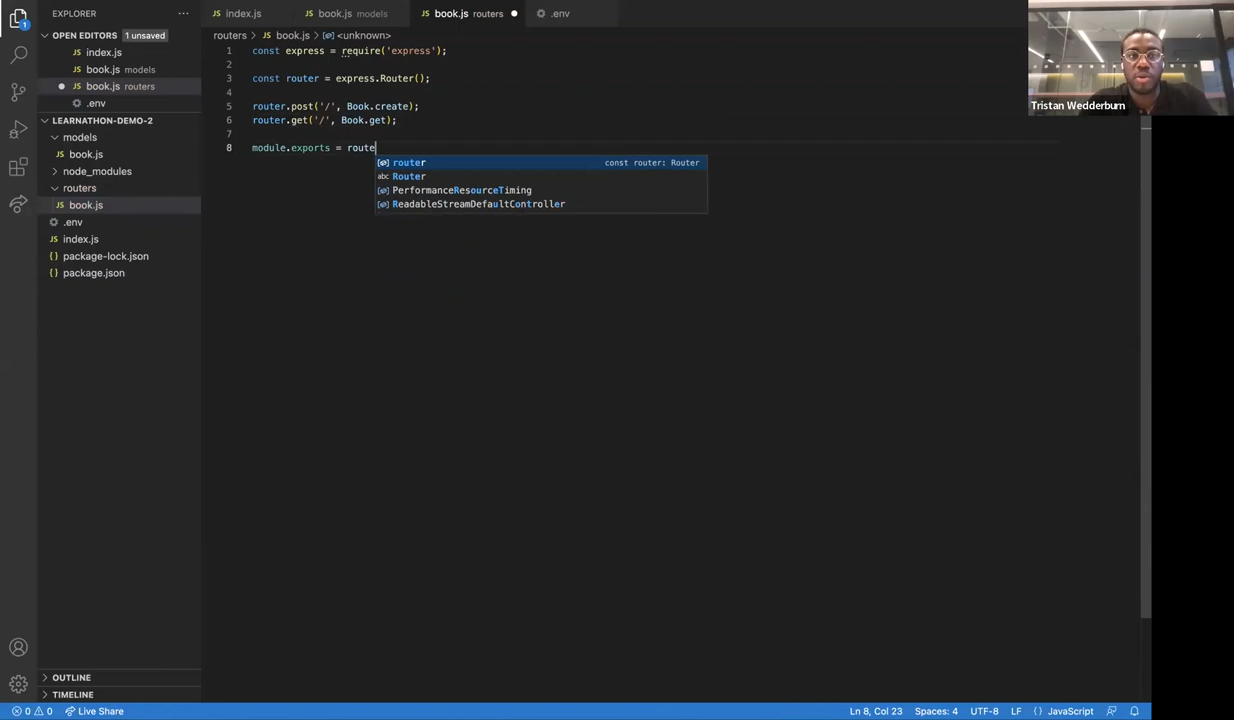 EXPLORER
index.js
book.js models
book.js routers
.env
OPEN EDITORS 1 unsaved
routers > book.js > <unknown>
index.js
book.js models
book.js routers
.env
LEARNATHON-DEMO-2
models
book.js
node_modules
routers
book.js
.env
index.js
package-lock.json
package.json
1 const express = require('express');
2
3 const router = express.Router();
4
5 router.post('/', Book.create);
6 router.get('/', Book.get);
7
8 module.exports = route
router const router: Router
abc Router
PerformanceResourceTiming
ReadableStreamDefaultController
Tristan Wedderburn
1
OUTLINE
TIMELINE
0 0 Live Share
Ln 8, Col 23 Spaces: 4 UTF-8 LF { } JavaScript